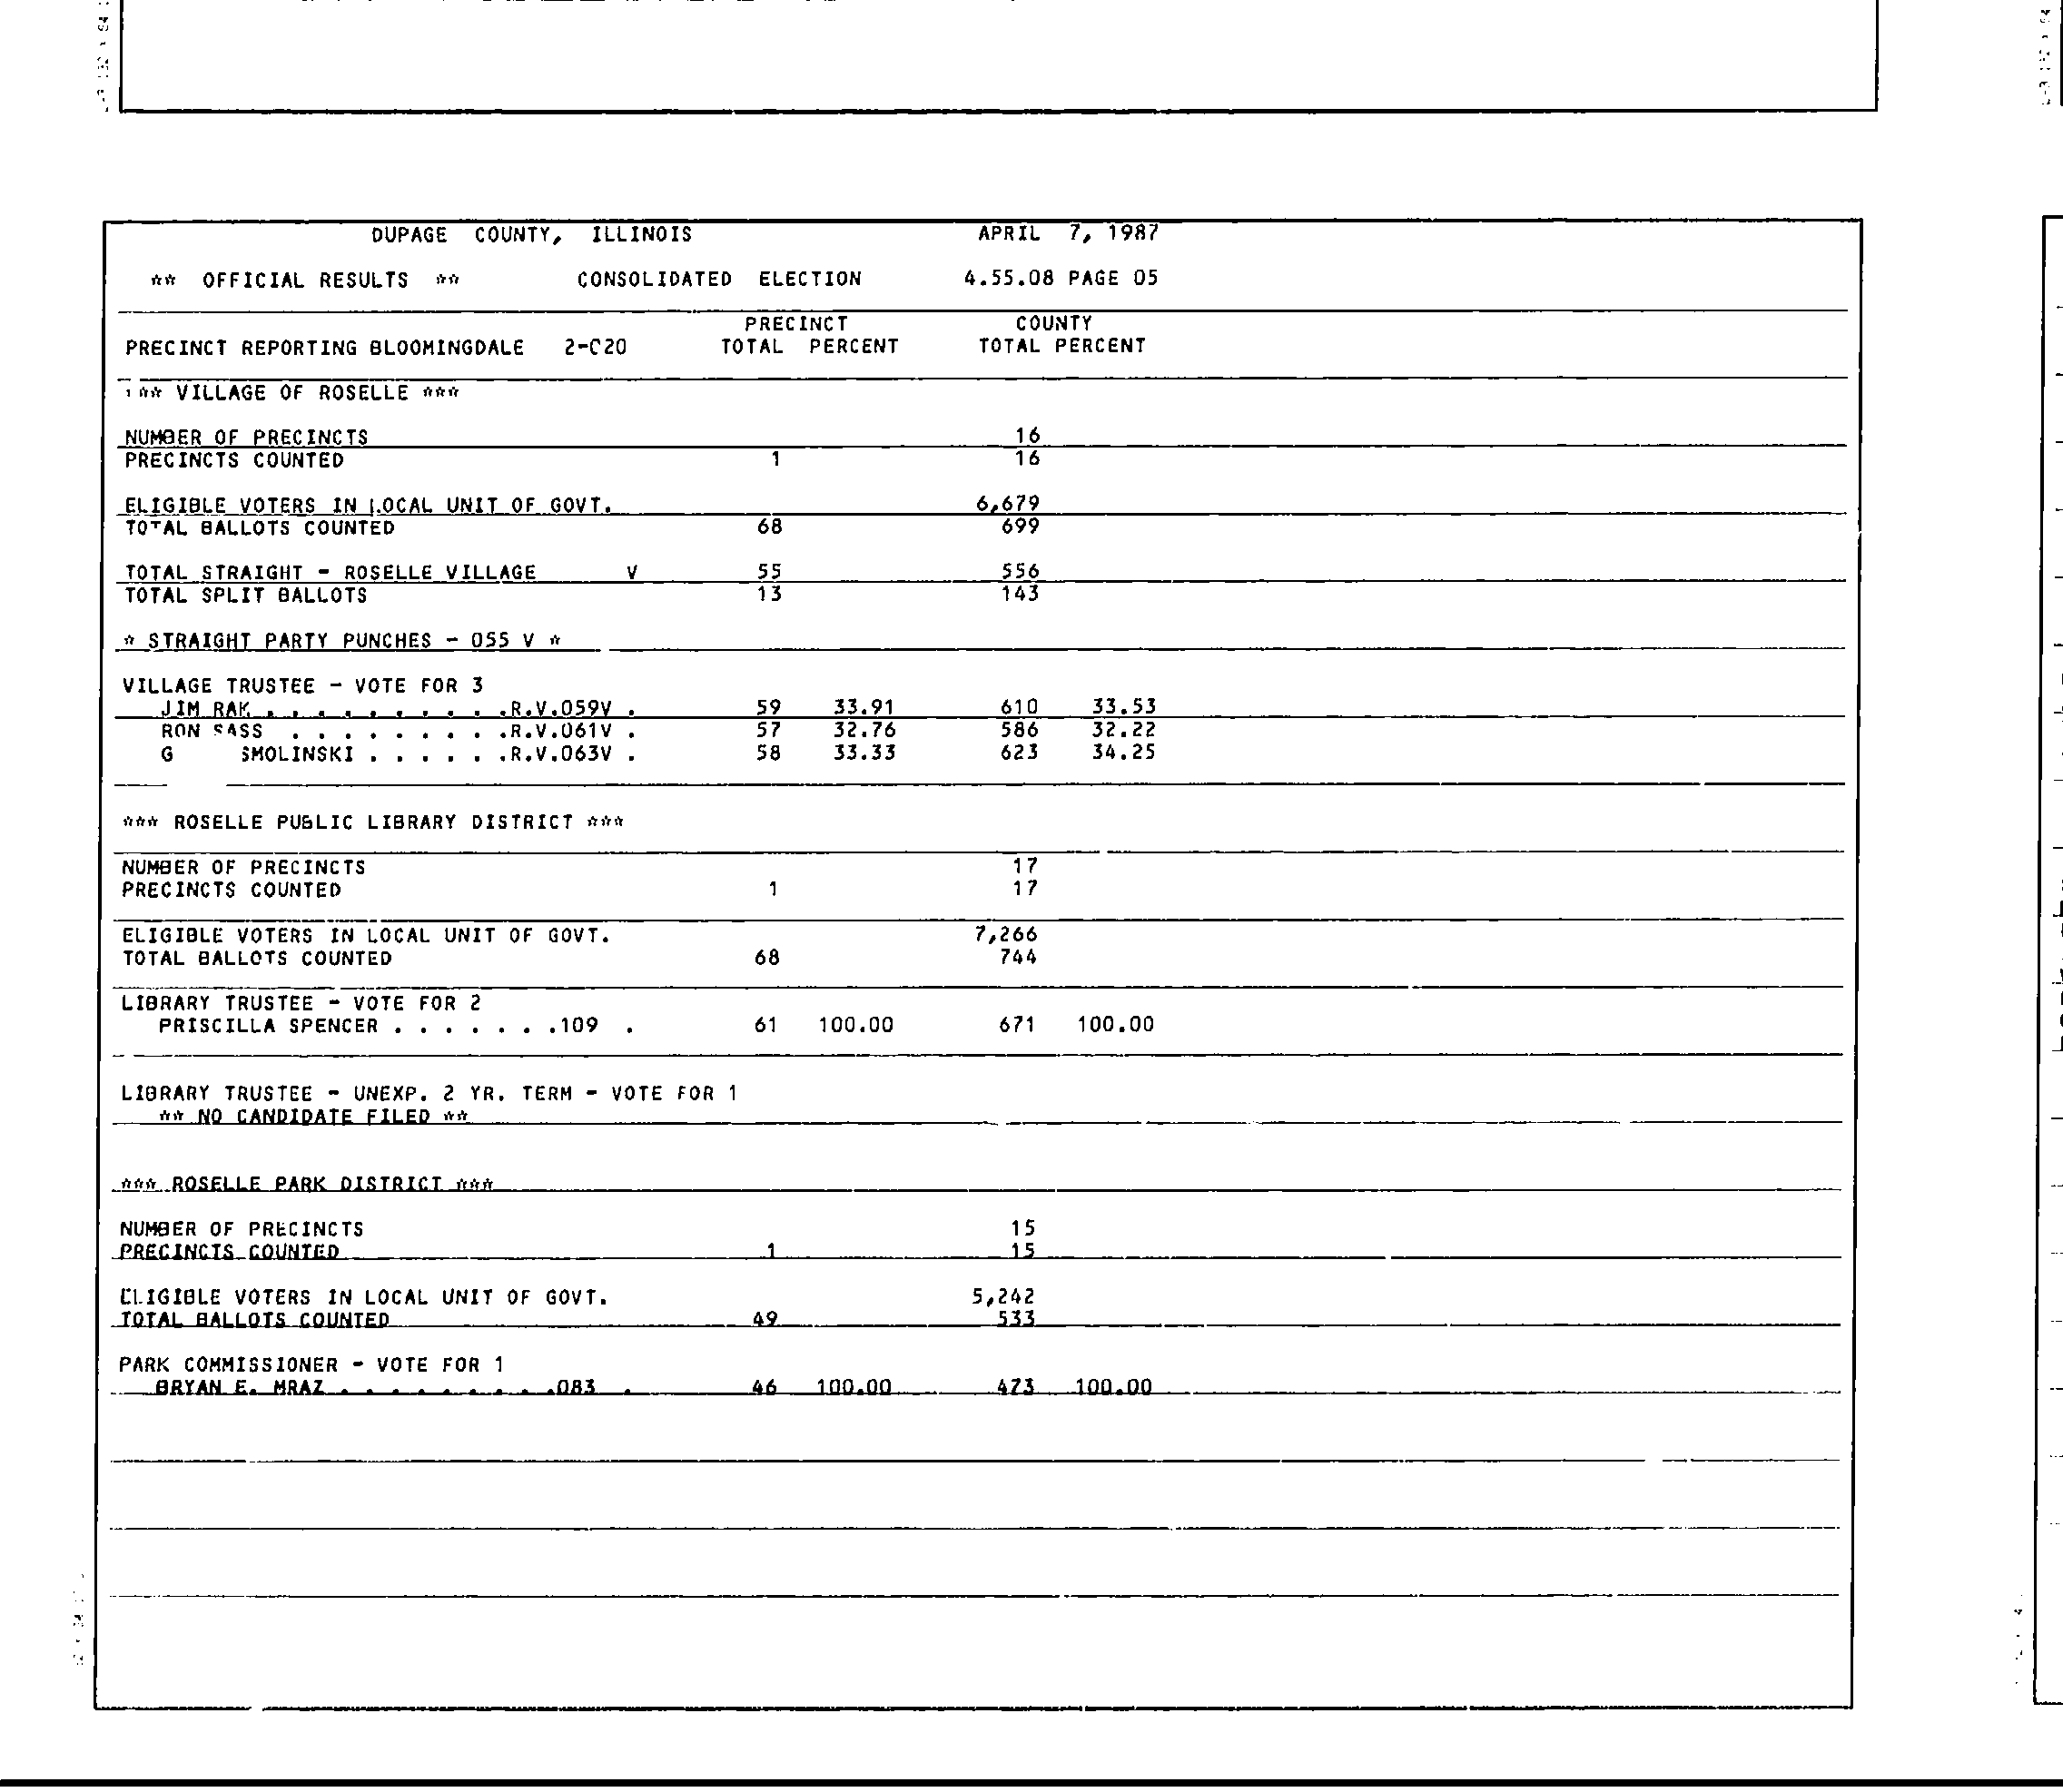 DUPAGE COUNTY, ILLINOIS APRIL 7, 1987
** OFFICIAL RESULTS ** CONSOLIDATED ELECTION 4.55.08 PAGE 05
PRECINCT COUNTY
PRECINCT REPORTING BLOOMINGDALE 2-C20 TOTAL PERCENT TOTAL PERCENT
*** VILLAGE OF ROSELLE ***
NUMBER OF PRECINCTS 16
PRECINCTS COUNTED 1 16
ELIGIBLE VOTERS IN LOCAL UNIT OF GOVT. 6,679
TOTAL BALLOTS COUNTED 68 699
TOTAL STRAIGHT - ROSELLE VILLAGE V 55 556
TOTAL SPLIT BALLOTS 13 143
* STRAIGHT PARTY PUNCHES - 055 V *
VILLAGE TRUSTEE - VOTE FOR 3
JIM RAK . . . . . . . . . .R.V.059V . 59 33.91 610 33.53
RON SASS . . . . . . . . .R.V.061V . 57 32.76 586 32.22
G SMOLINSKI . . . . . .R.V.063V . 58 33.33 623 34.25
*** ROSELLE PUBLIC LIBRARY DISTRICT ***
NUMBER OF PRECINCTS 17
PRECINCTS COUNTED 1 17
ELIGIBLE VOTERS IN LOCAL UNIT OF GOVT. 7,266
TOTAL BALLOTS COUNTED 68 744
LIBRARY TRUSTEE - VOTE FOR 2
PRISCILLA SPENCER . . . . . . .109 . 61 100.00 671 100.00
LIBRARY TRUSTEE - UNEXP. 2 YR. TERM - VOTE FOR 1
** NO CANDIDATE FILED **
*** ROSELLE PARK DISTRICT ***
NUMBER OF PRECINCTS 15
PRECINCTS COUNTED 1 15
ELIGIBLE VOTERS IN LOCAL UNIT OF GOVT. 5,242
TOTAL BALLOTS COUNTED 49 533
PARK COMMISSIONER - VOTE FOR 1
BRYAN E. MRAZ . . . . . . . . .083 . 46 100.00 473 100.00